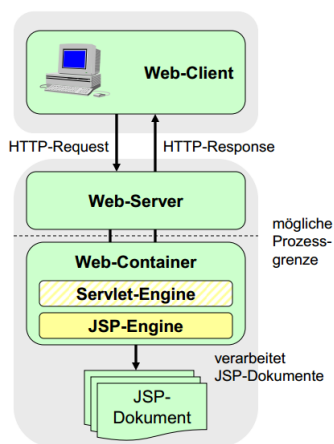 Web-Client
HTTP-Request
HTTP-Response
Web-Server
mögliche
Prozess-
grenze
Web-Container
Servlet-Engine
JSP-Engine
verarbeitet
JSP-Dokumente
JSP-
Dokument